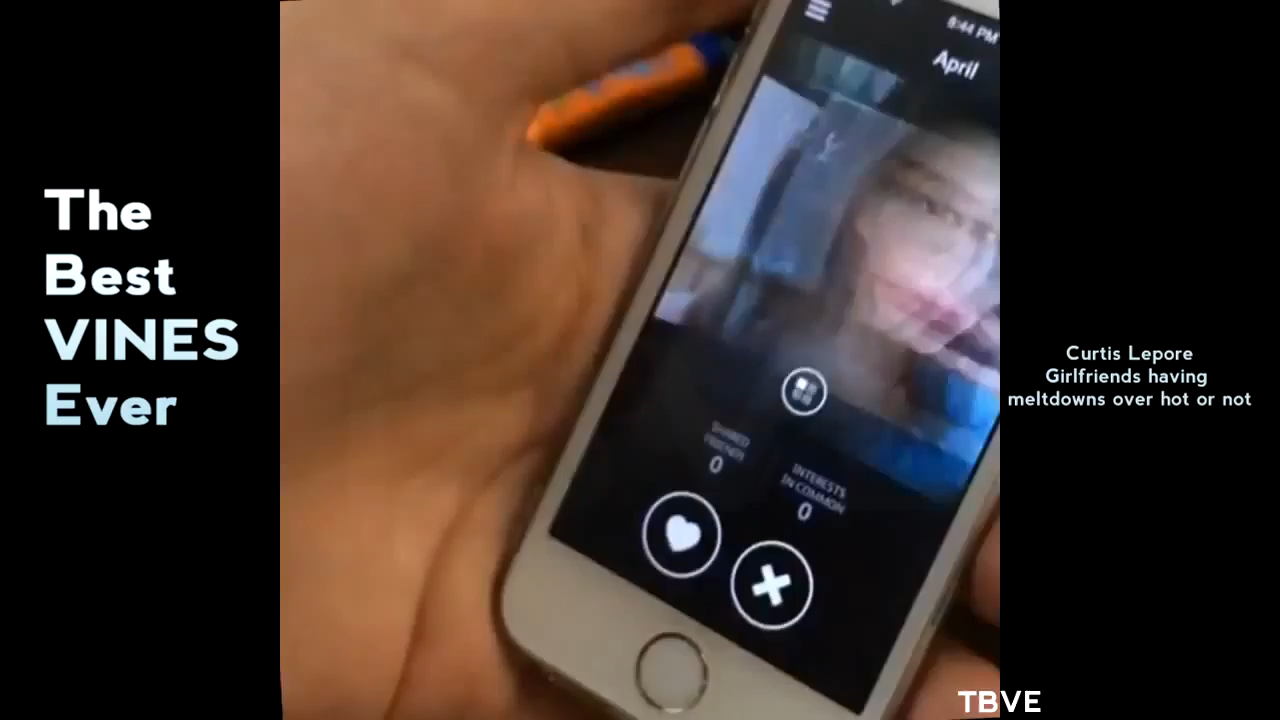 The
Best
VINES
Ever
8:44 PM
April
SHARED
FRIENDS
0
INTERESTS
IN COMMON
0
Curtis Lepore
Girlfriends having
meltdowns over hot or not
TBVE